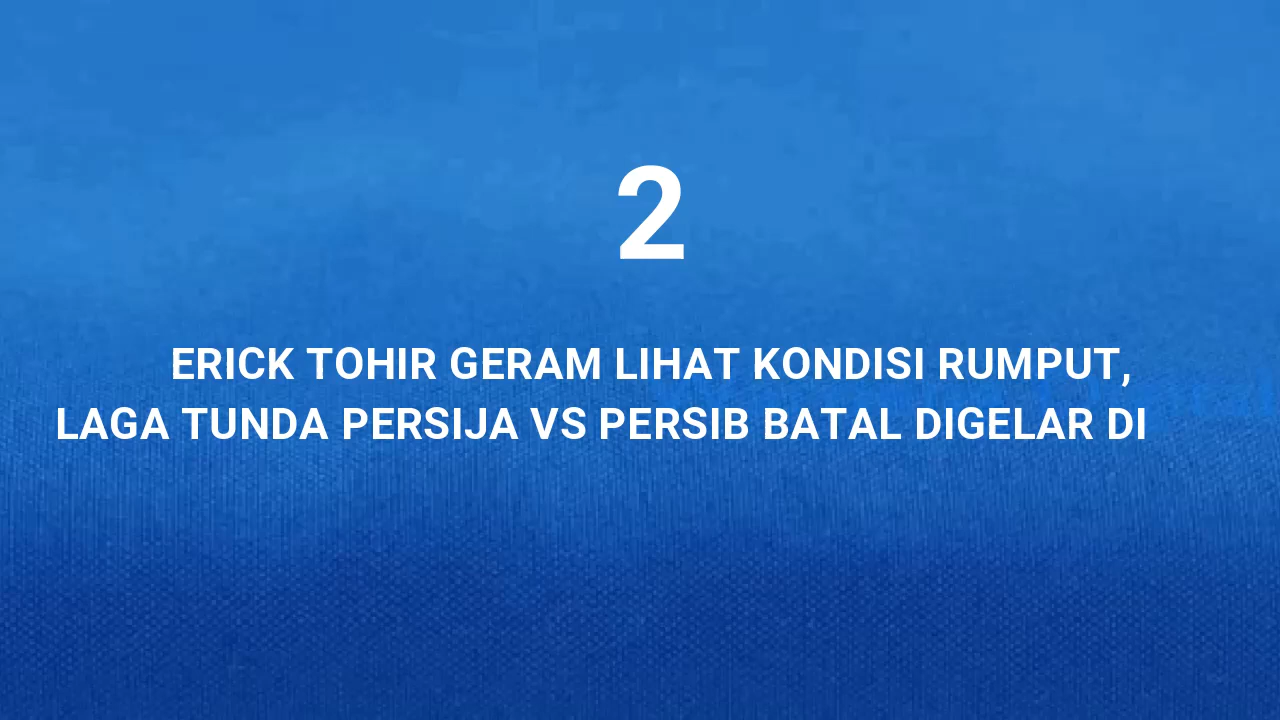 2
ERICK TOHIR GERAM LIHAT KONDISI RUMPUT,
LAGA TUNDA PERSIJA VS PERSIB BATAL DIGELAR DI